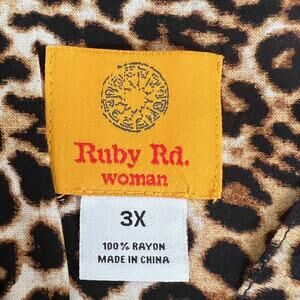 Ruby Rd.
woman
3X
100% RAYON
MADE IN CHINA